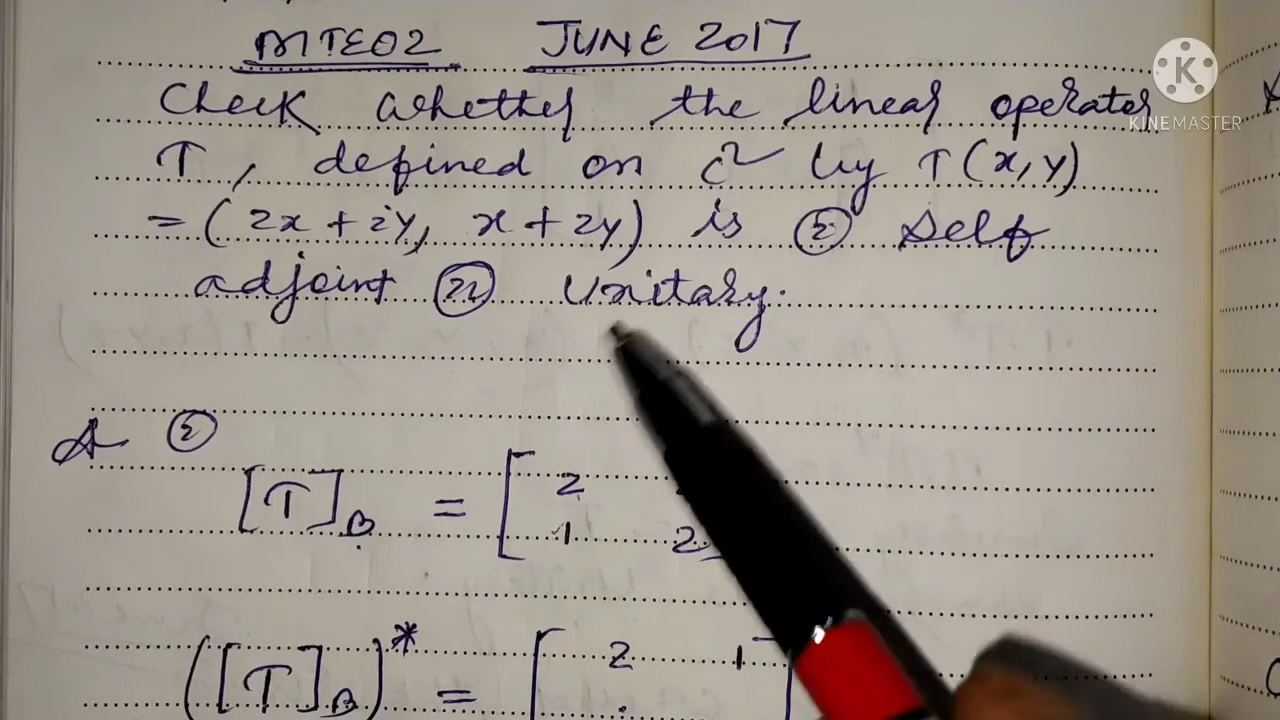 MTE02 JUNE 2017
Check whether the linear operator
T, defined on C² by T(x,y)
= (2x+iy, x+2y) is (i) Self
adjoint (ii) Unitary.
A (i)
[T]B = [ 2
1 2
([T]B)* = [ 2 1
KINEMASTER